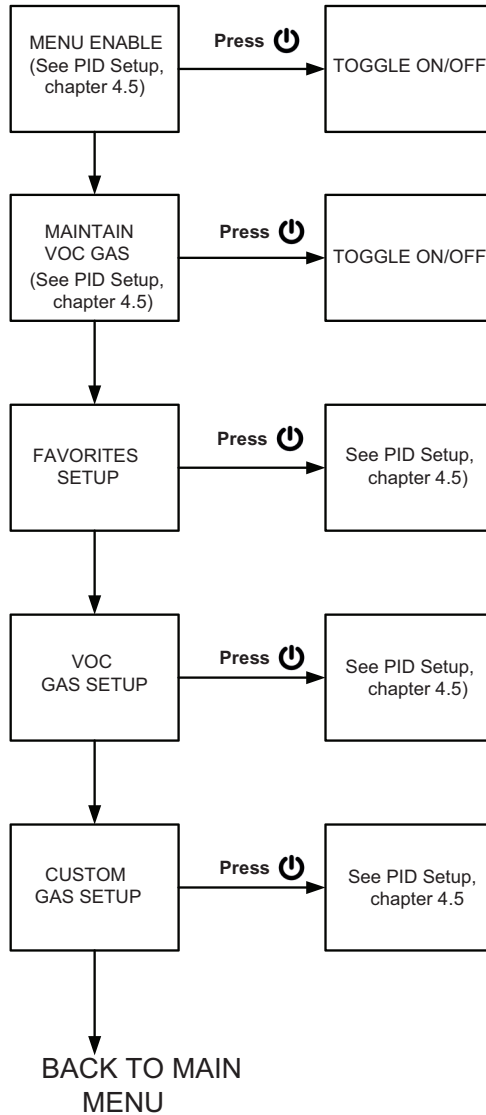 MENU ENABLE
(See PID Setup,
chapter 4.5)
Press
TOGGLE ON/OFF
MAINTAIN
VOC GAS
(See PID Setup,
chapter 4.5)
Press
TOGGLE ON/OFF
FAVORITES
SETUP
Press
See PID Setup,
chapter 4.5)
VOC
GAS SETUP
Press
See PID Setup,
chapter 4.5)
CUSTOM
GAS SETUP
Press
See PID Setup,
chapter 4.5
BACK TO MAIN
MENU